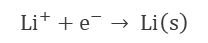 Li⁺ + e⁻ → Li(s)